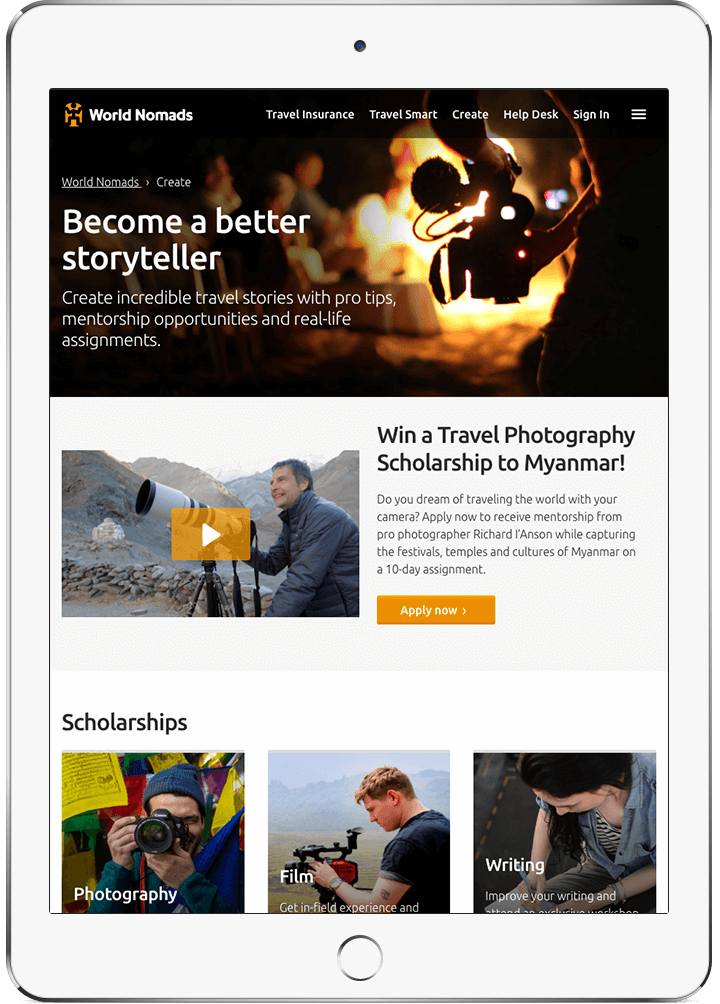 World Nomads
Travel Insurance Travel Smart Create Help Desk Sign In
World Nomads › Create
Become a better
storyteller
Create incredible travel stories with pro tips,
mentorship opportunities and real-life
assignments.
Win a Travel Photography
Scholarship to Myanmar!
Do you dream of traveling the world with your
camera? Apply now to receive mentorship from
pro photographer Richard I'Anson while capturing
the festivals, temples and cultures of Myanmar on
a 10-day assignment.
Apply now ›
Scholarships
Photography
Film
Get in-field experience and
Writing
Improve your writing and
attend an exclusive workshop